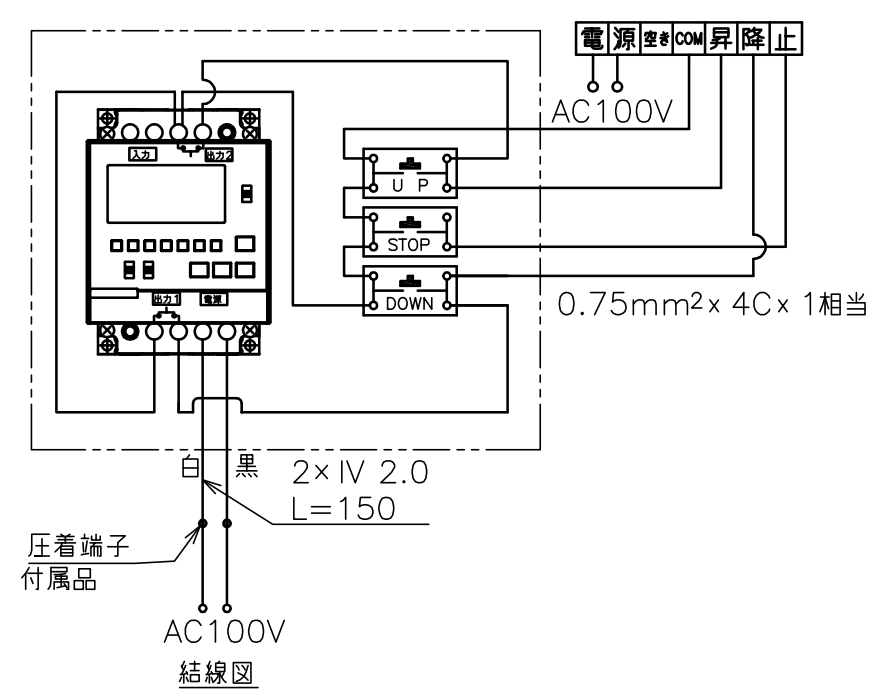 電源 空き COM 昇 降 止
AC100V
入力 出力2
UP
STOP
DOWN
出力1 電源
0.75mm²×4C×1相当
白 黒
2×IV 2.0
L=150
圧着端子
付属品
AC100V
結線図